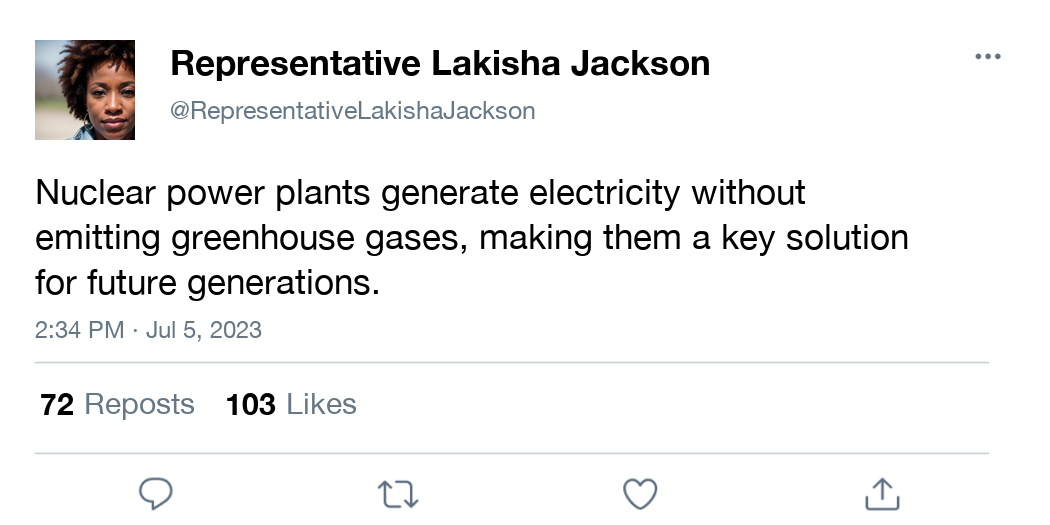 Representative Lakisha Jackson
@RepresentativeLakishaJackson
Nuclear power plants generate electricity without
emitting greenhouse gases, making them a key solution
for future generations.
2:34 PM · Jul 5, 2023
72 Reposts 103 Likes